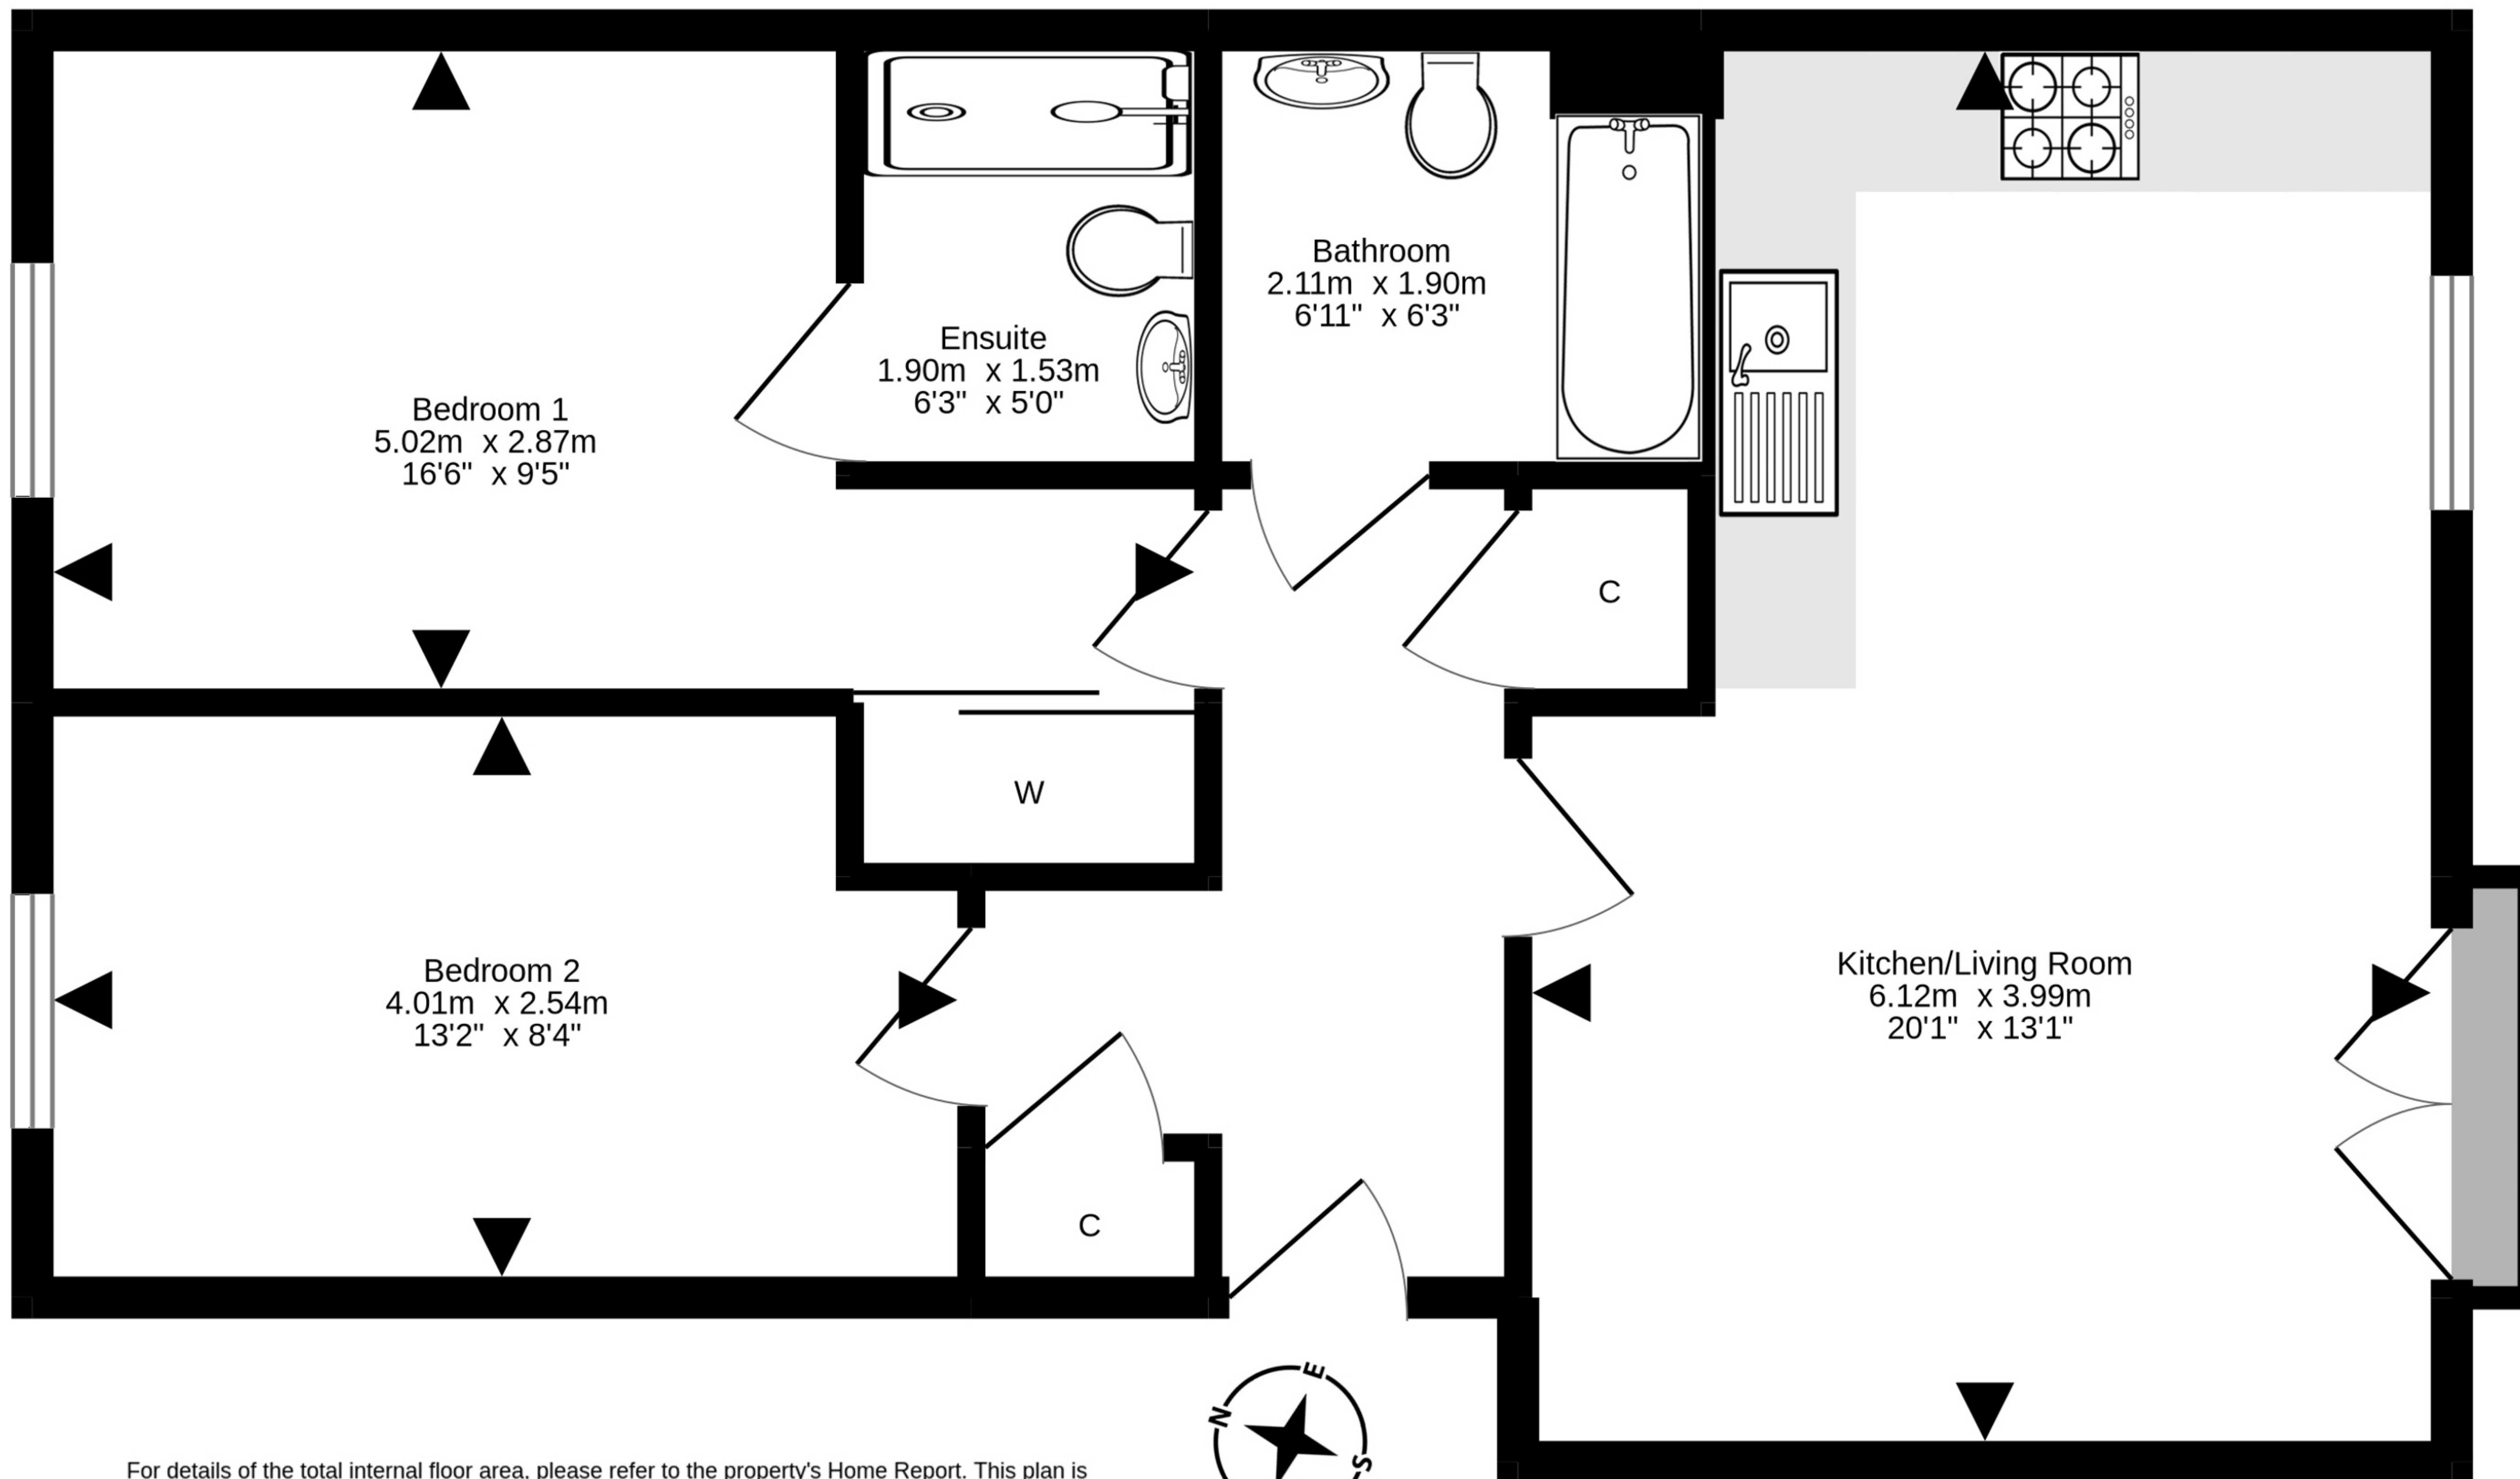 Bathroom
2.11m x 1.90m
6'11" x 6'3"
Ensuite
1.90m x 1.53m
6'3" x 5'0"
Bedroom 1
5.02m x 2.87m
16'6" x 9'5"
C
W
Bedroom 2
4.01m x 2.54m
13'2" x 8'4"
Kitchen/Living Room
6.12m x 3.99m
20'1" x 13'1"
C
E
N
S
For details of the total internal floor area, please refer to the property's Home Report. This plan is